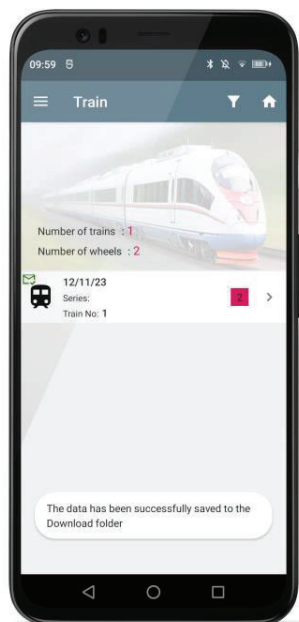 09:59
Train
Number of trains : 1
Number of wheels : 2
12/11/23
Series:
2
Train No: 1
The data has been successfully saved to the
Download folder